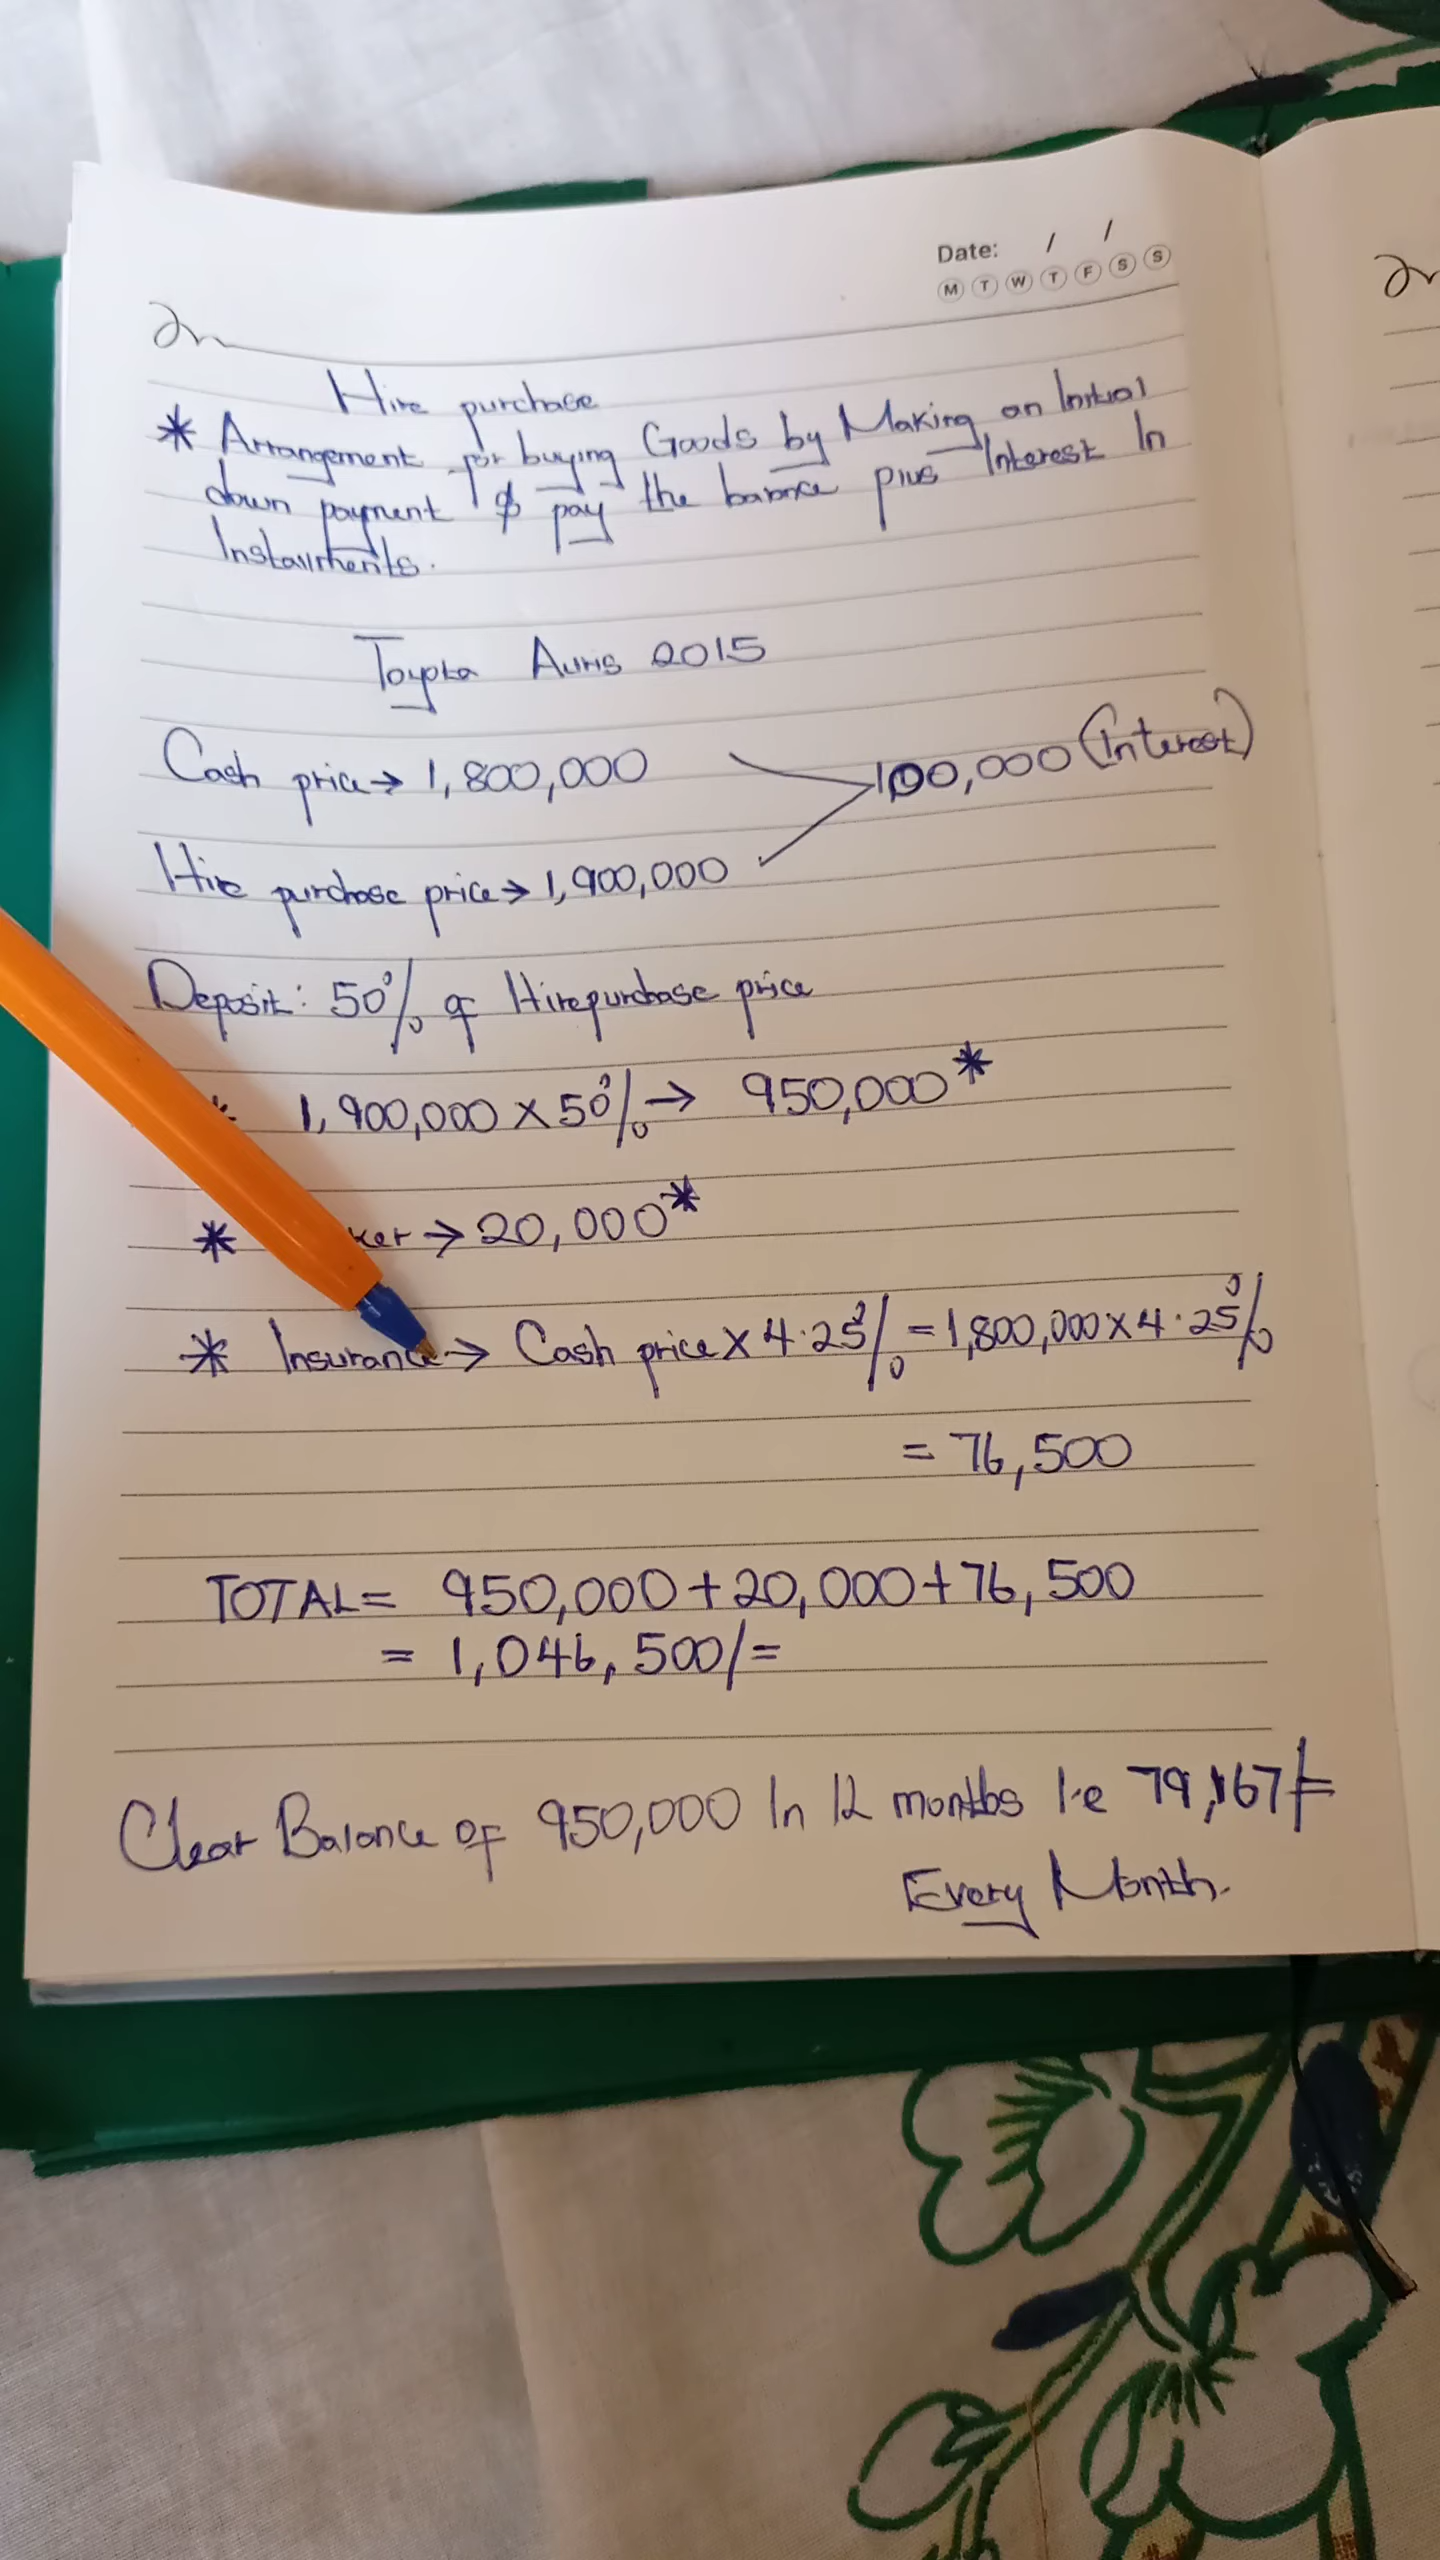 Date: / /
M T W T F S S
Hire purchase
* Arrangement for buying Goods by Making an Initial
down payment & pay the balance plus Interest In
Installments.
Toyota Auris 2015
Cash price → 1,800,000
100,000 (Interest)
Hire purchase price → 1,900,000
Deposit: 50% of Hirepurchase price
* 1,900,000 x 50% → 950,000*
* ker → 20,000*
* Insurance → Cash price x 4.25% = 1,800,000 x 4.25%
= 76,500
TOTAL = 950,000 + 20,000 + 76,500
= 1,046,500/=
Clear Balance of 950,000 In 12 months I.e 79,167/=
Every Month.